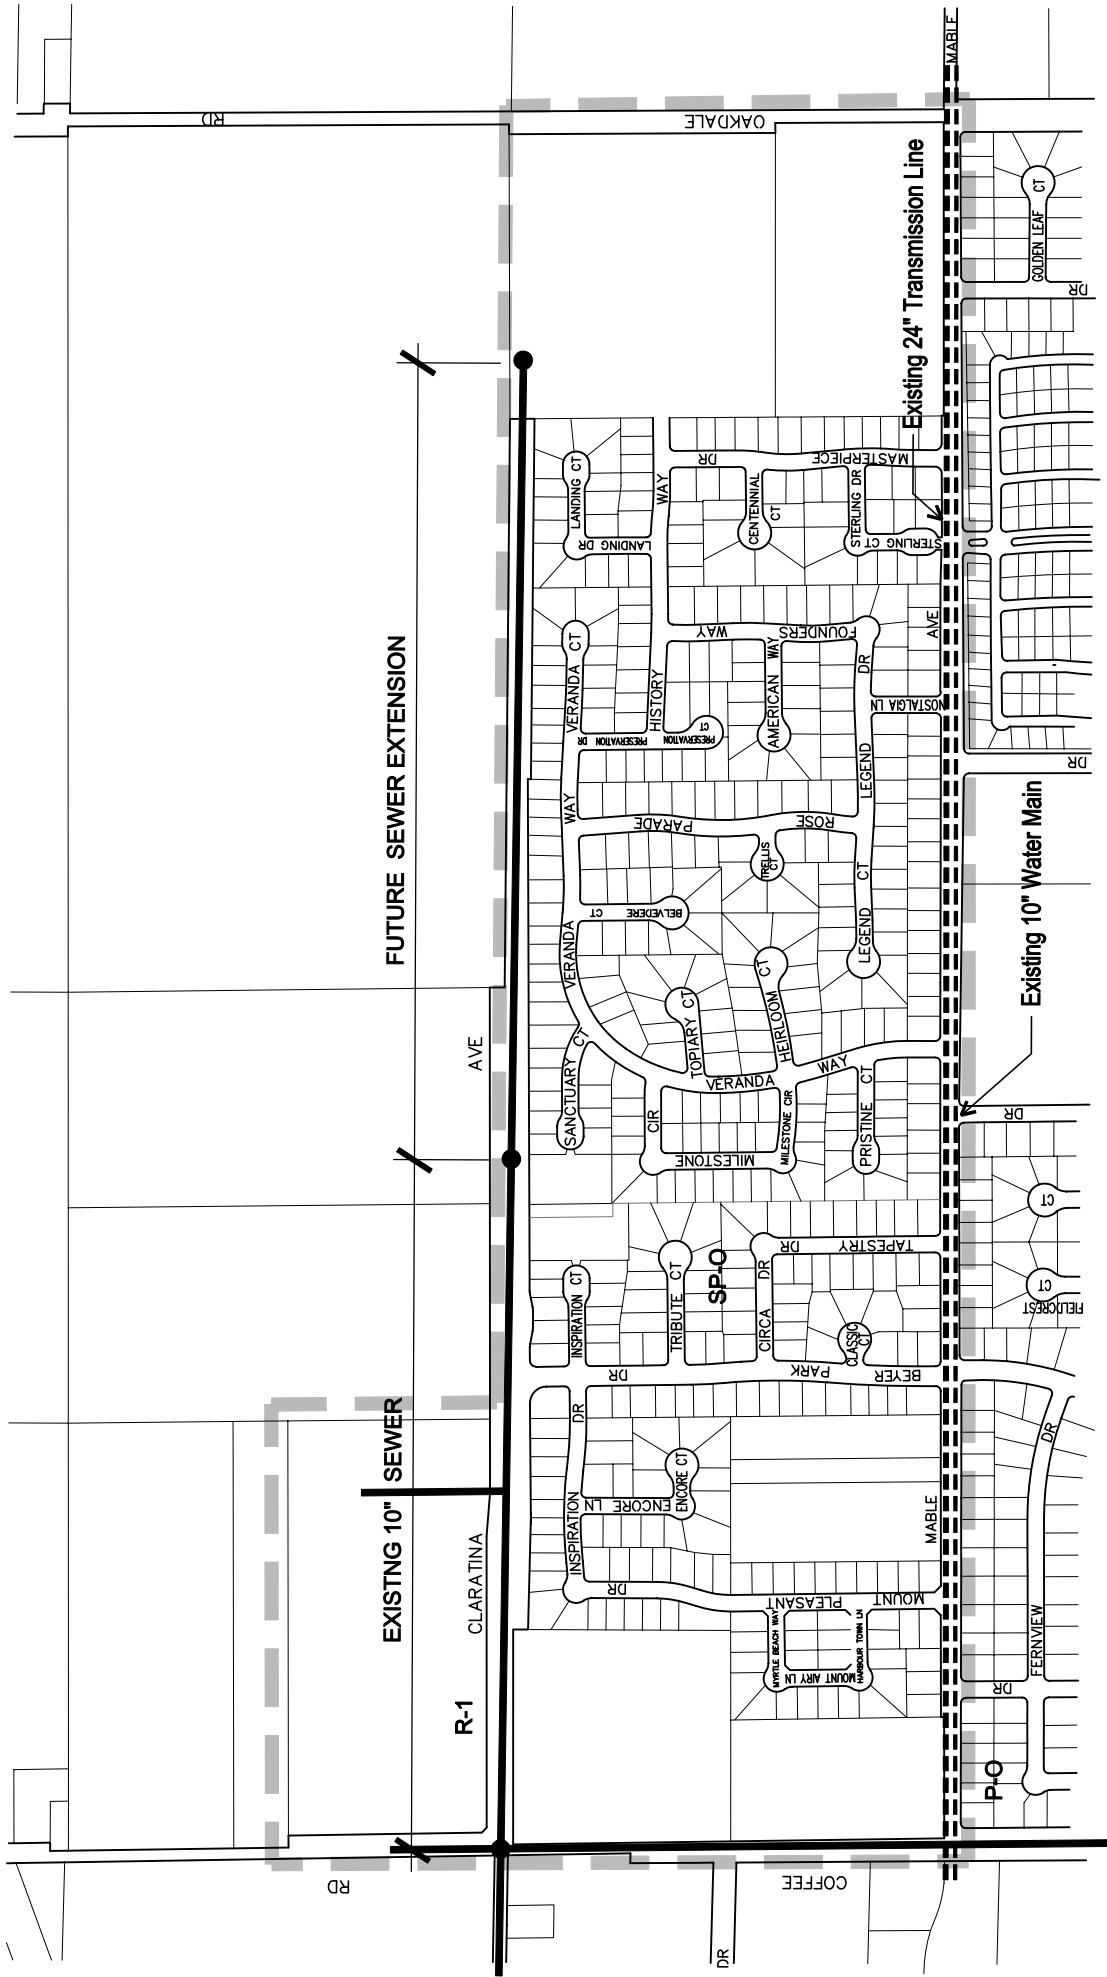 MABLE
RD
OAKDALE
Existing 24" Transmission Line
GOLDEN LEAF
CT
DR
FUTURE SEWER EXTENSION
LANDING CT
LANDING DR
WAY
DR
MASTERPIECE
CENTENNIAL
CT
STERLING DR
STERLING CT
VERANDA CT
HISTORY
WAY
FOUNDERS
AMERICAN WAY
AVE
DR
NOSTALGIA LN
PRESERVATION DR
PRESERVATION
CT
LEGEND
DR
WAY
PARADE
ROSE
TRELLIS
CT
BELVEDERE CT
LEGEND CT
VERANDA
TOPIARY CT
HEIRLOOM CT
Existing 10" Water Main
AVE
SANCTUARY CT
VERANDA
WAY
CIR
MILESTONE
MILESTONE CIR
PRISTINE CT
DR
CT
CT
FIELDCREST
INSPIRATION CT
TRIBUTE CT
SP-O
CIRCA DR
DR
TAPESTRY
CLASSIC
CT
DR
PARK
BEYER
EXISTNG 10" SEWER
DR
INSPIRATION
ENCORE LN
ENCORE CT
DR
MABLE
CLARATINA
DR
PLEASANT
MOUNT
MYRTLE BEACH WAY
HARBOUR TOWN LN
MOUNT AIRY LN
FERNVIEW
DR
R-1
P-O
RD
COFFEE
DR